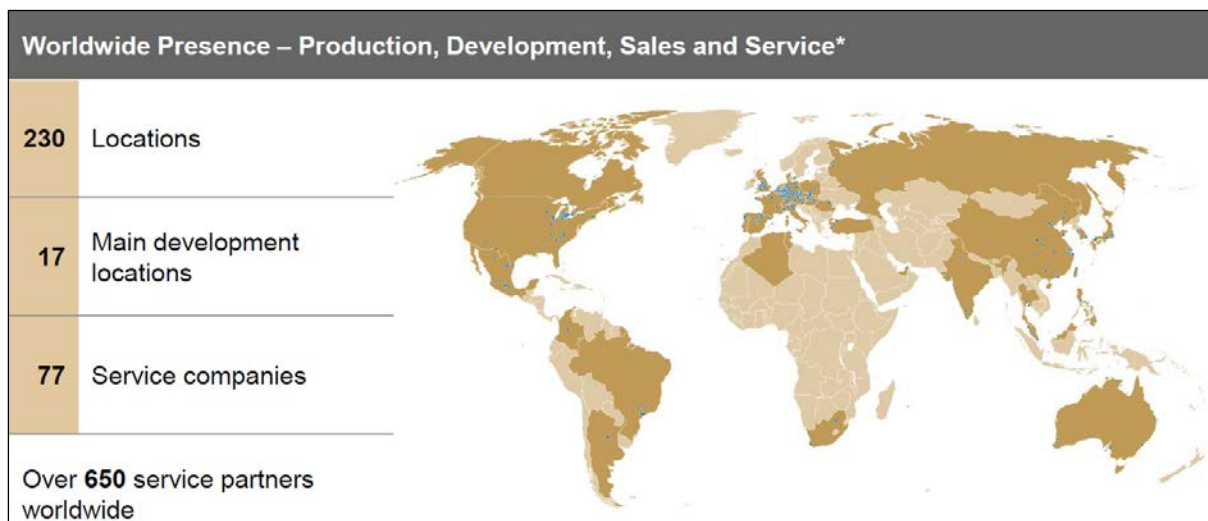 Worldwide Presence – Production, Development, Sales and Service*
230 Locations
17 Main development
locations
77 Service companies
Over 650 service partners
worldwide